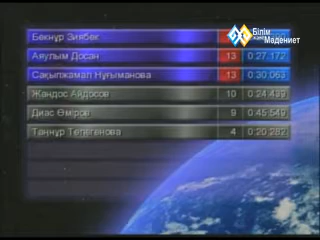 Бекнұр Зиябек
Аяулым Досан 13 0:27.172
Сақыпжамал Нұғыманова 13 0:30.063
Жандос Айдосов 10 0:24.439
Диас Өміров 9 0:45.549
Таңнұр Төлегенова 4 0:20.282
Білім
Мәдениет